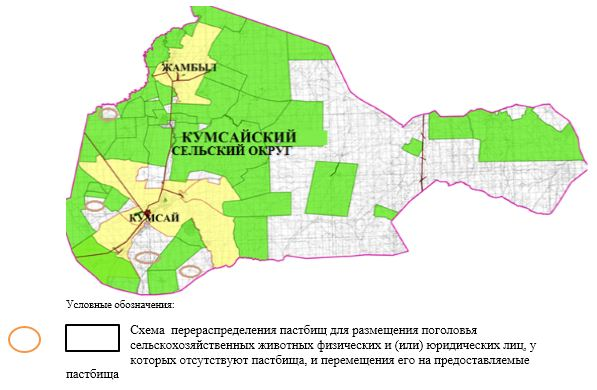 ЖАМБЫЛ
КУМСАЙСКИЙ
СЕЛЬСКИЙ ОКРУГ
КУМСАЙ
Условные обозначения:
Схема перераспределения пастбищ для размещения поголовья
сельскохозяйственных животных физических и (или) юридических лиц, у
которых отсутствуют пастбища, и перемещения его на предоставляемые
пастбища